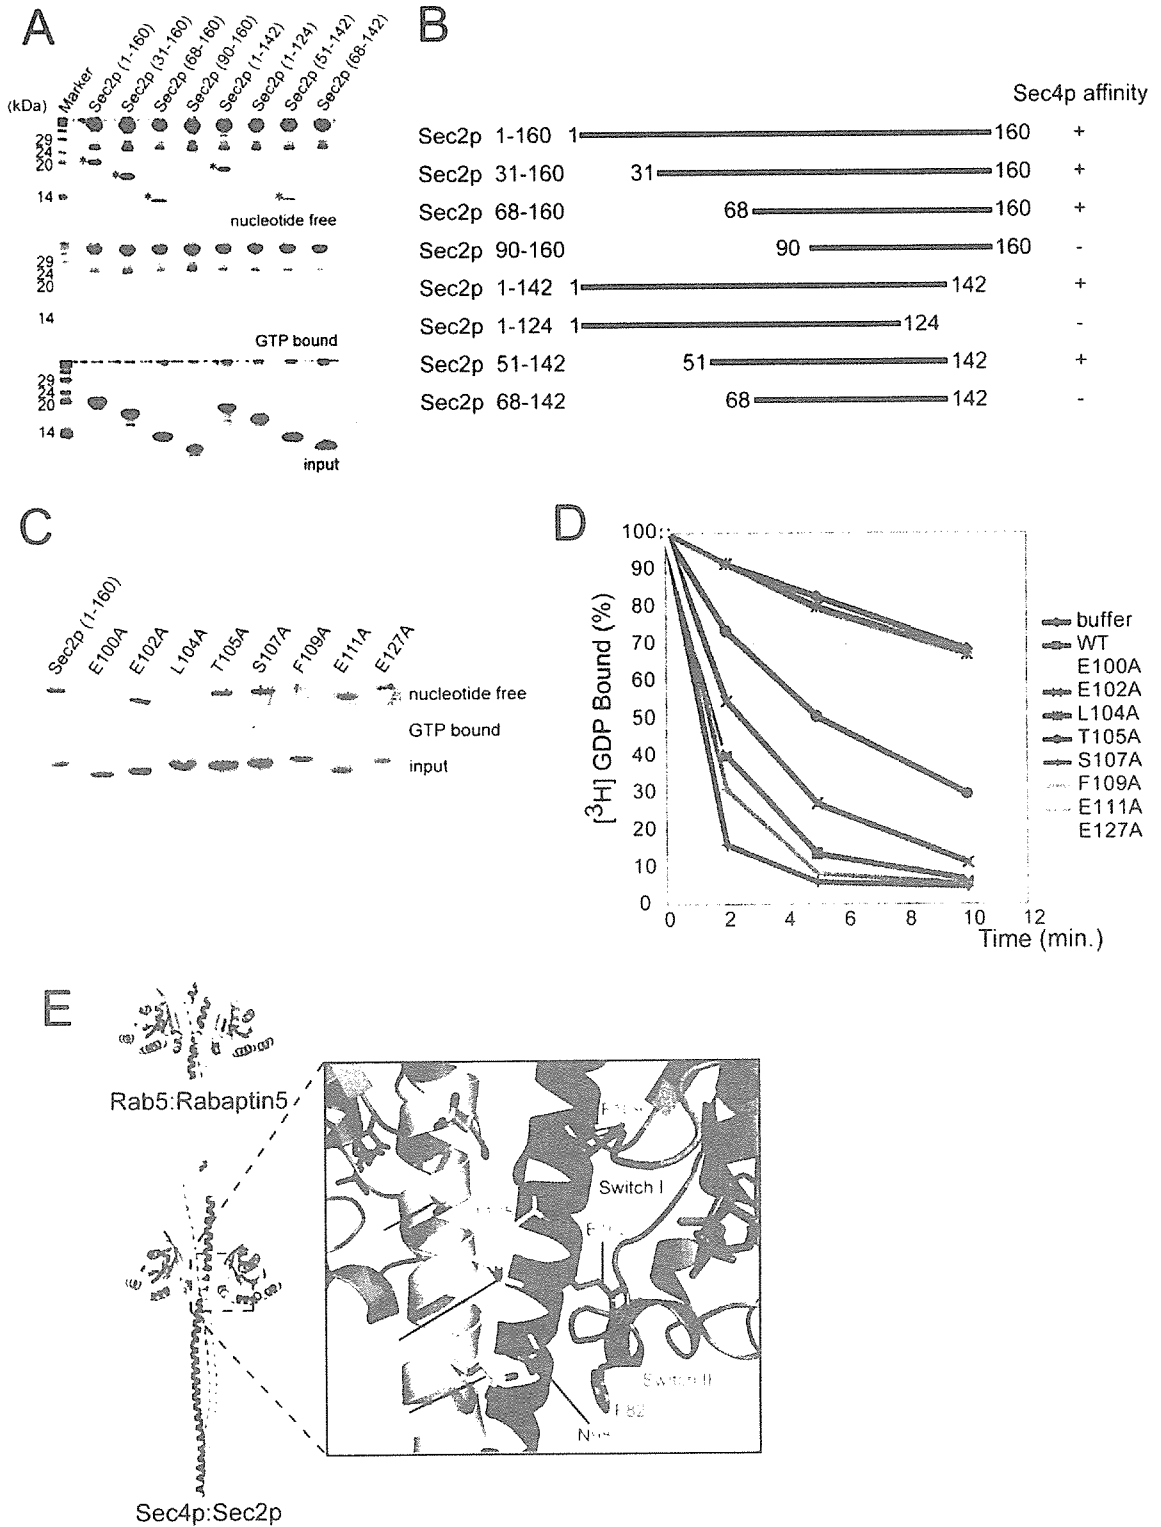 A
Marker
Sec2p (1-160)
Sec2p (31-160)
Sec2p (68-160)
Sec2p (90-160)
Sec2p (1-142)
Sec2p (1-124)
Sec2p (51-142)
Sec2p (68-142)
(kDa)
29
24
20
14
nucleotide free
29
24
20
14
GTP bound
29
24
20
14
input
B
Sec4p affinity
Sec2p 1-160 1 160 +
Sec2p 31-160 31 160 +
Sec2p 68-160 68 160 +
Sec2p 90-160 90 160 -
Sec2p 1-142 1 142 +
Sec2p 1-124 1 124 -
Sec2p 51-142 51 142 +
Sec2p 68-142 68 142 -
C
Sec2p (1-160)
E100A
E102A
L104A
T105A
S107A
F109A
E111A
E127A
nucleotide free
GTP bound
input
D
[3H] GDP Bound (%)
100
90
80
70
60
50
40
30
20
10
0
0 2 4 6 8 10 12
Time (min.)
buffer
WT
E100A
E102A
L104A
T105A
S107A
F109A
E111A
E127A
E
Rab5:Rabaptin5
Sec4p:Sec2p
Switch I
Switch II